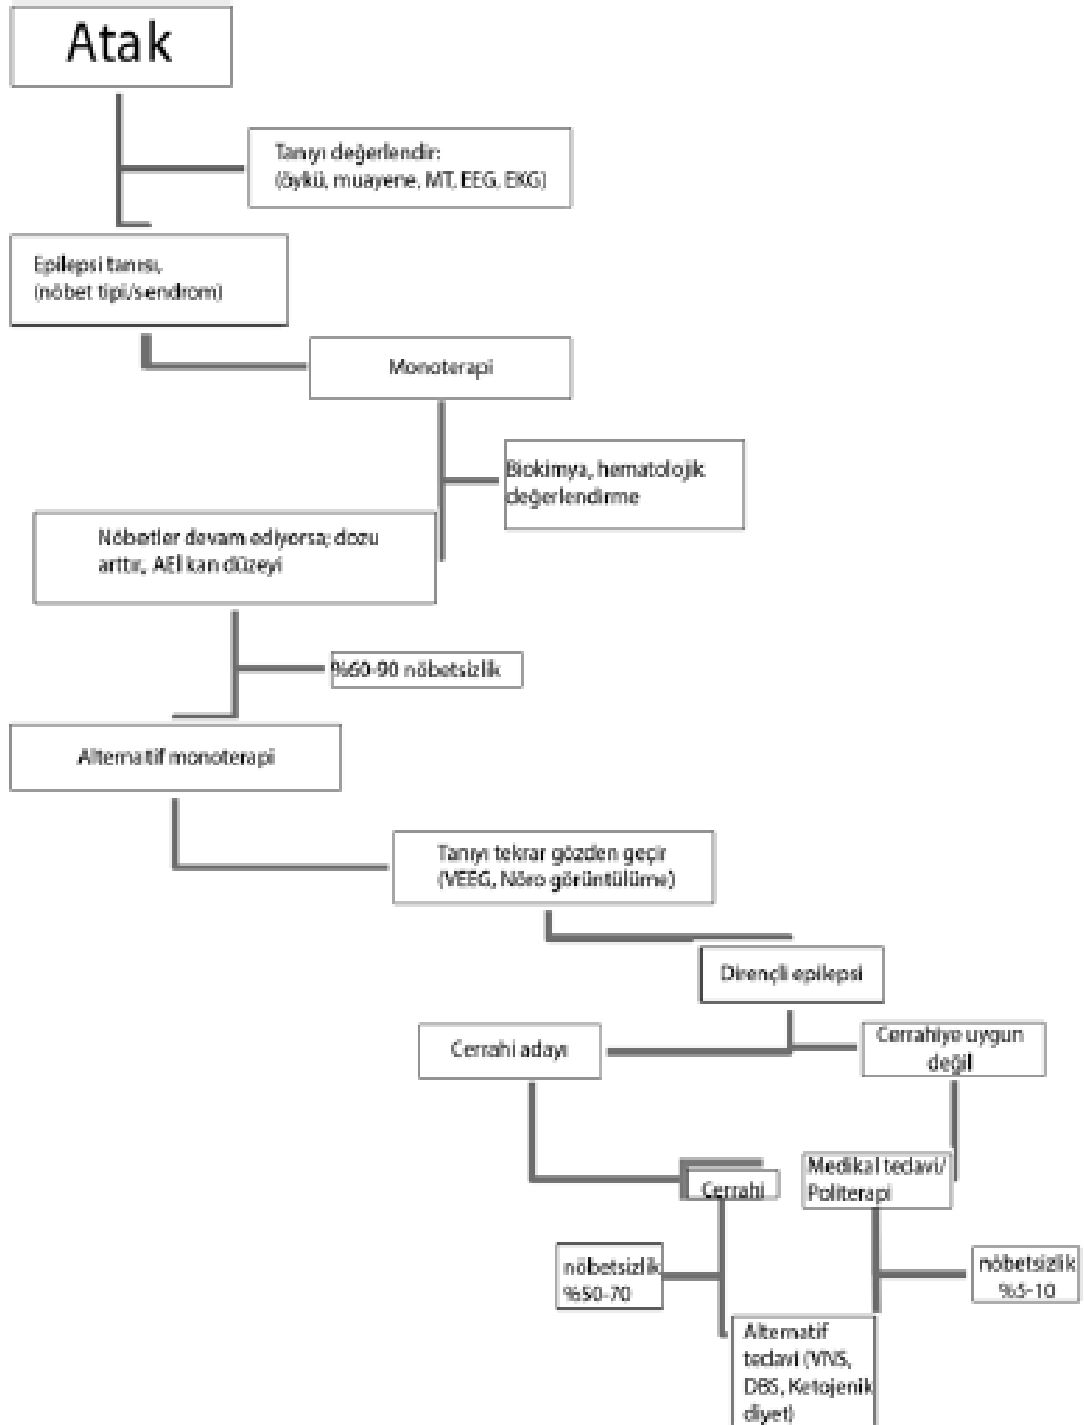 Atak
Tanıyı değerlendir:
(öykü, muayene, MT, EEG, EKG)
Epilepsi tanısı,
(nöbet tipi/sendrom)
Monoterapi
Biokimya, hematolojik
değerlendirme
Nöbetler devam ediyorsa; dozu
arttır, AEİ kan düzeyi
%60-90 nöbetsizlik
Alternatif monoterapi
Tanıyı tekrar gözden geçir
(VEEG, Nöro görüntülüme)
Dirençli epilepsi
Cerrahi adayı
Cerrahiye uygun
değil
Cerrahi
Medikal tedavi/
Politerapi
nöbetsizlik
%50-70
nöbetsizlik
%5-10
Alternatif
tedavi (VNS,
DBS, Ketojenik
diyet)